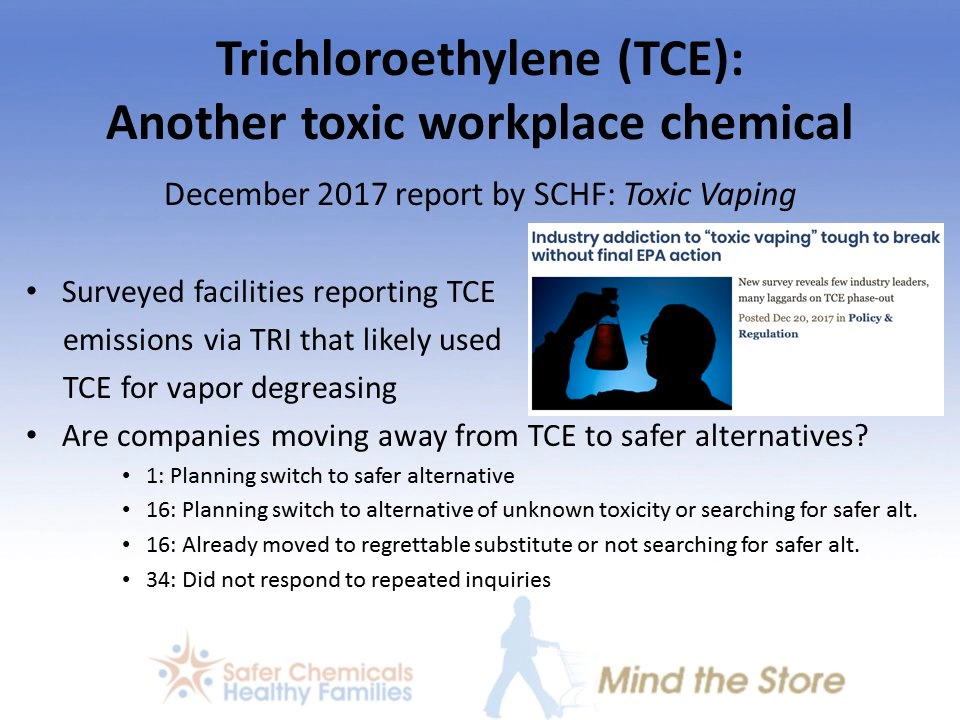 Trichloroethylene (TCE):
Another toxic workplace chemical
December 2017 report by SCHF: Toxic Vaping
Industry addiction to “toxic vaping” tough to break
without final EPA action
New survey reveals few industry leaders,
many laggards on TCE phase-out
Posted Dec 20, 2017 in Policy &
Regulation
• Surveyed facilities reporting TCE
emissions via TRI that likely used
TCE for vapor degreasing
• Are companies moving away from TCE to safer alternatives?
• 1: Planning switch to safer alternative
• 16: Planning switch to alternative of unknown toxicity or searching for safer alt.
• 16: Already moved to regrettable substitute or not searching for safer alt.
• 34: Did not respond to repeated inquiries
Safer Chemicals
Healthy Families
Mind the Store